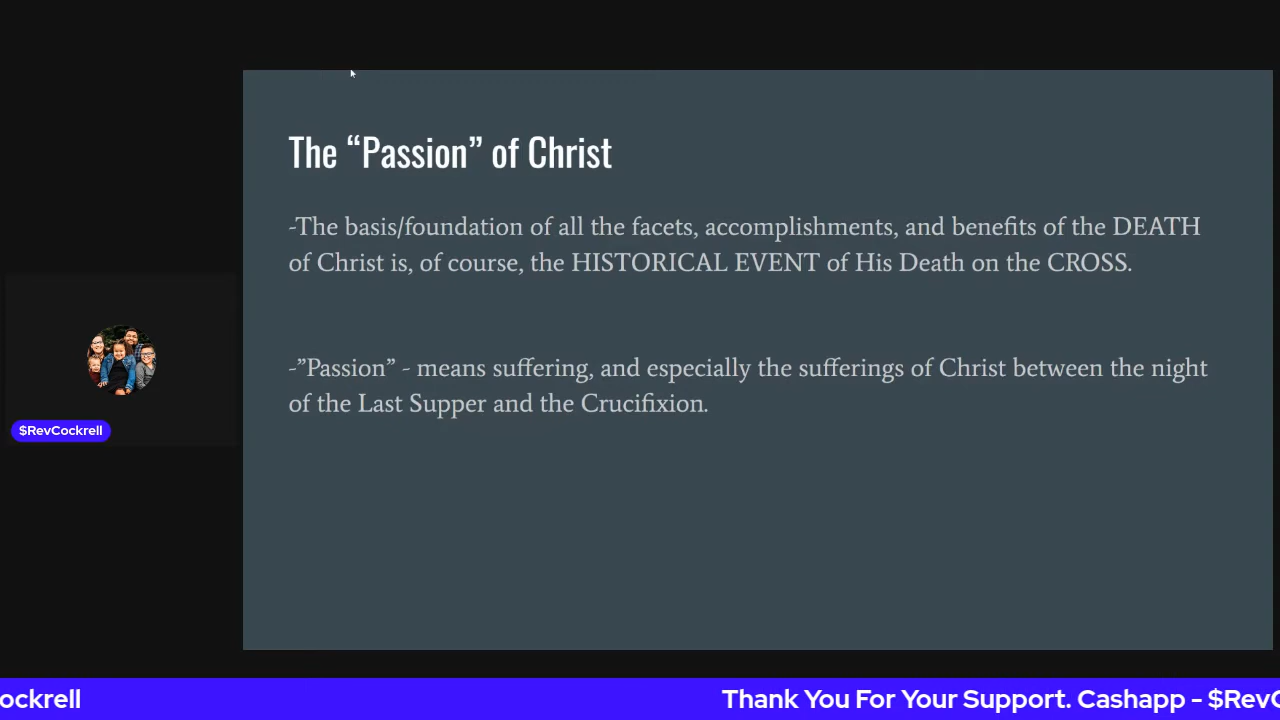 The “Passion” of Christ
-The basis/foundation of all the facets, accomplishments, and benefits of the DEATH
of Christ is, of course, the HISTORICAL EVENT of His Death on the CROSS.
-”Passion” - means suffering, and especially the sufferings of Christ between the night
of the Last Supper and the Crucifixion.
$RevCockrell
ockrell Thank You For Your Support. Cashapp - $RevC